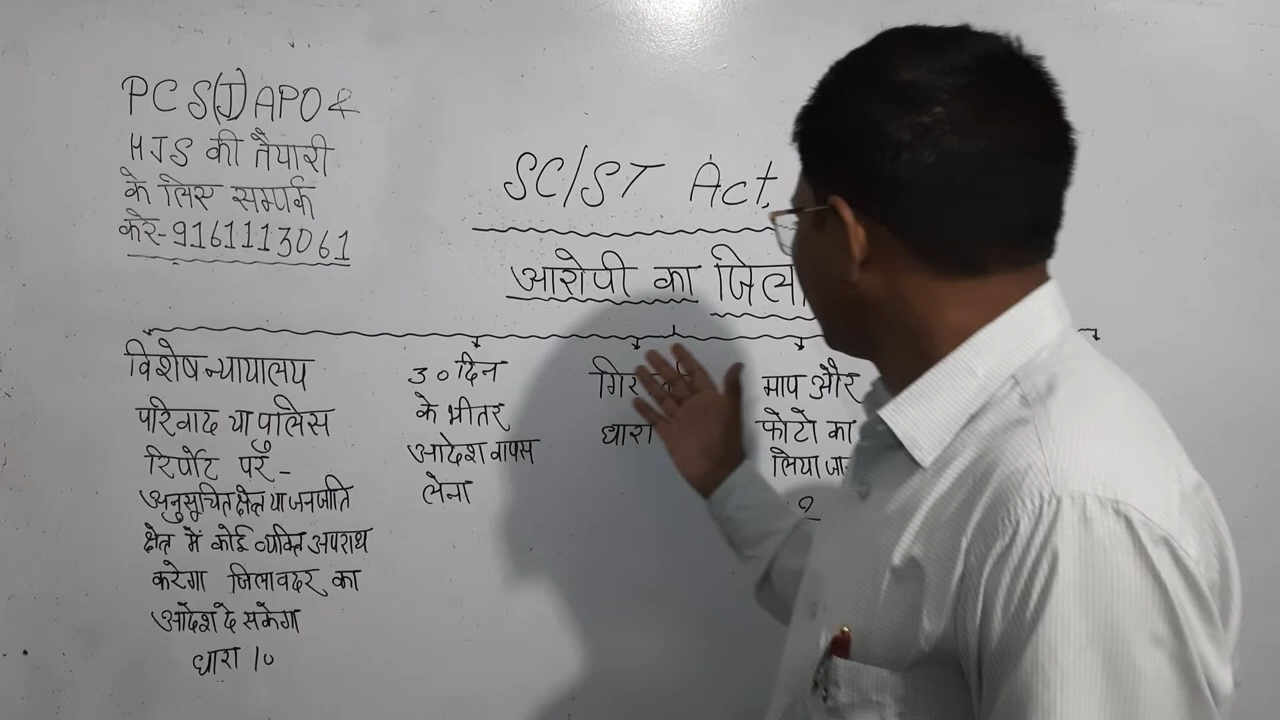 PCS(J) APO &
HJS की तैयारी
के लिए सम्पर्क
करे-9161113061
SC/ST Act,
आरोपी का जिला
विशेष न्यायालय
परिवाद या पुलिस
रिर्पोट पर -
अनुसूचित क्षेत्र या जनजाति
क्षेत्र में कोई व्यक्ति अपराध
करेगा जिलावदर का
आदेश दे सकेगा
धारा 10
30 दिन
के भीतर
आदेश वापस
लेना
धारा
माप और
फोटो का
लिया जा